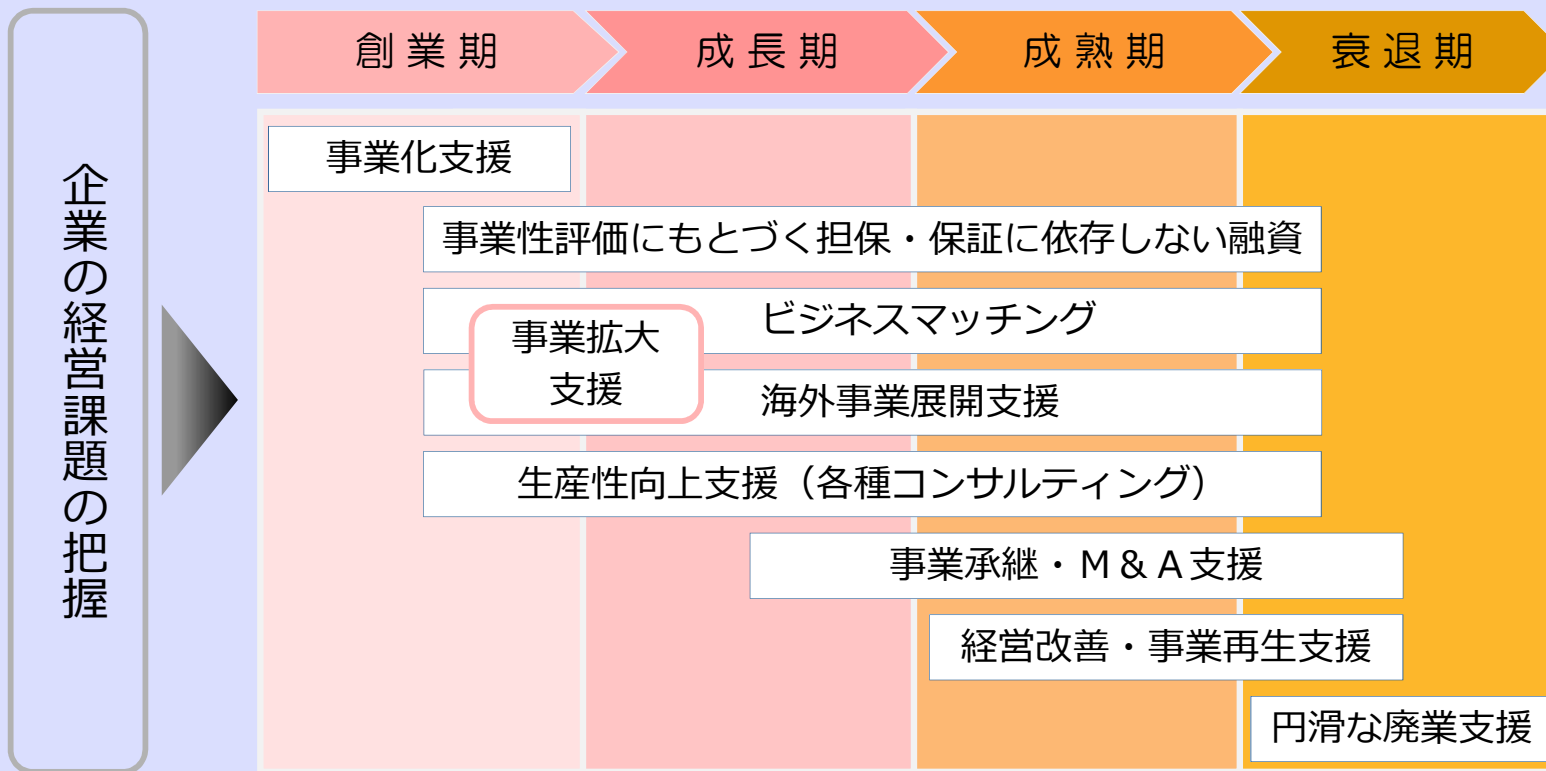 企業の経営課題の把握
創業期
成長期
成熟期
衰退期
事業化支援
事業性評価にもとづく担保・保証に依存しない融資
ビジネスマッチング
事業拡大
支援
海外事業展開支援
生産性向上支援（各種コンサルティング）
事業承継・Ｍ＆Ａ支援
経営改善・事業再生支援
円滑な廃業支援